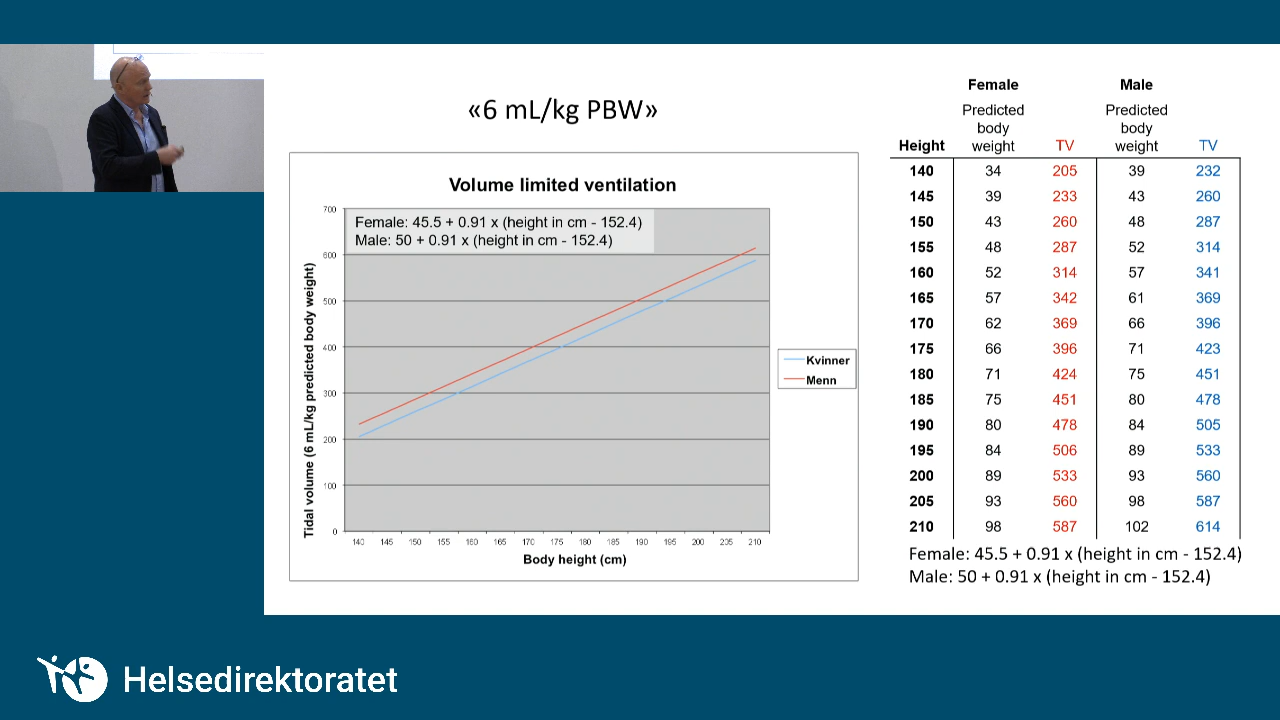 «6 mL/kg PBW»
Volume limited ventilation
Female: 45.5 + 0.91 x (height in cm - 152.4)
Male: 50 + 0.91 x (height in cm - 152.4)
Tidal volume (6 mL/kg predicted body weight)
700
600
500
400
300
200
100
0
140 145 150 155 160 165 170 175 180 185 190 195 200 205 210
Body height (cm)
Kvinner
Menn
Female Male
Predicted Predicted
body body
Height weight TV weight TV
140 34 205 39 232
145 39 233 43 260
150 43 260 48 287
155 48 287 52 314
160 52 314 57 341
165 57 342 61 369
170 62 369 66 396
175 66 396 71 423
180 71 424 75 451
185 75 451 80 478
190 80 478 84 505
195 84 506 89 533
200 89 533 93 560
205 93 560 98 587
210 98 587 102 614
Female: 45.5 + 0.91 x (height in cm - 152.4)
Male: 50 + 0.91 x (height in cm - 152.4)
Helsedirektoratet